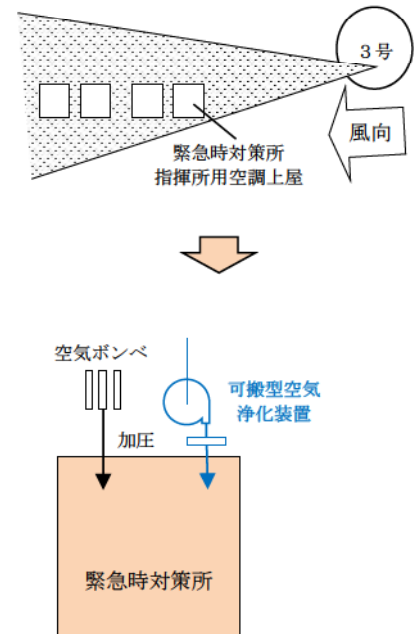 3号
風向
緊急時対策所
指揮所用空調上屋
空気ボンベ
可搬型空気
浄化装置
加圧
緊急時対策所